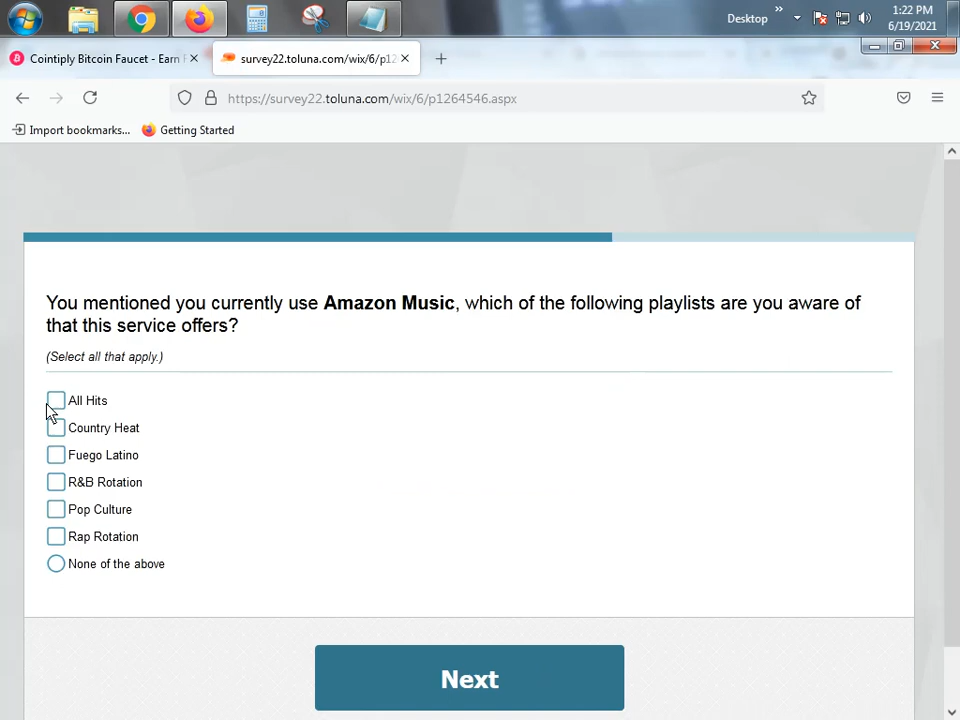 Desktop
»
1:22 PM
6/19/2021
Cointiply Bitcoin Faucet - Earn F
survey22.toluna.com/wix/6/p12
https://survey22.toluna.com/wix/6/p1264546.aspx
Import bookmarks...
Getting Started
You mentioned you currently use Amazon Music, which of the following playlists are you aware of
that this service offers?
(Select all that apply.)
All Hits
Country Heat
Fuego Latino
R&B Rotation
Pop Culture
Rap Rotation
None of the above
Next